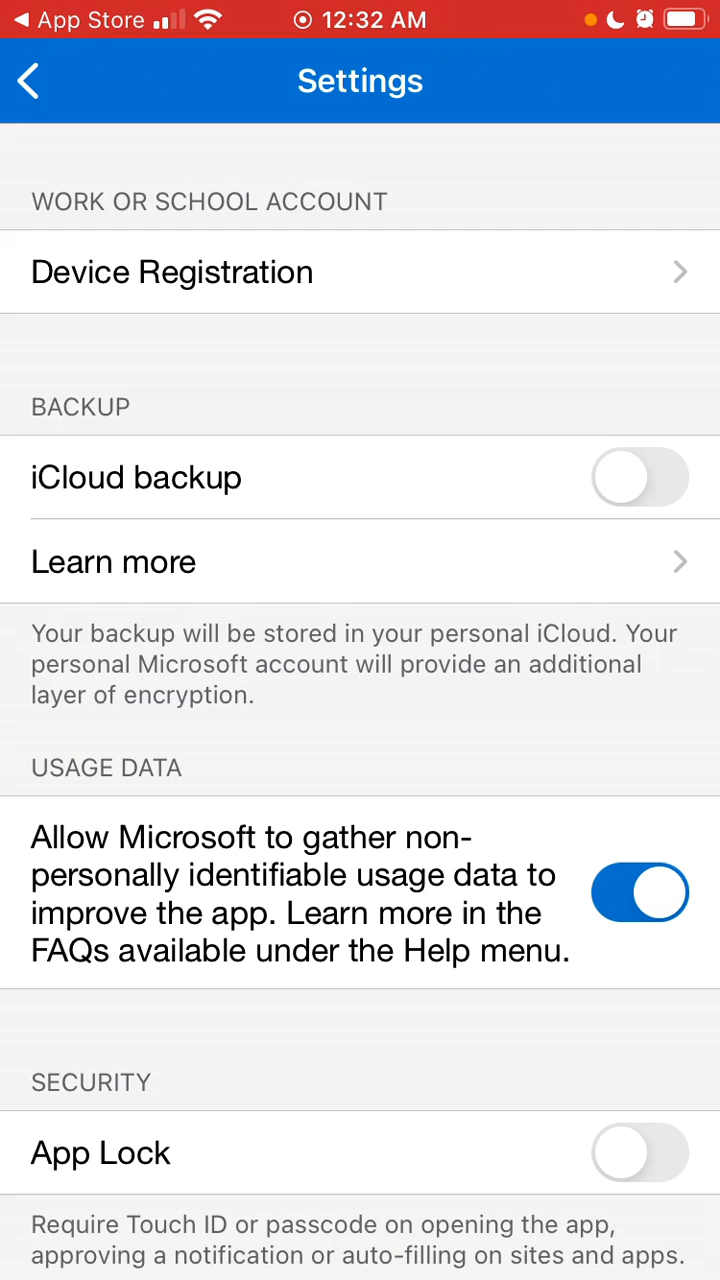 App Store 12:32 AM
Settings
WORK OR SCHOOL ACCOUNT
Device Registration
BACKUP
iCloud backup
Learn more
Your backup will be stored in your personal iCloud. Your
personal Microsoft account will provide an additional
layer of encryption.
USAGE DATA
Allow Microsoft to gather non-
personally identifiable usage data to
improve the app. Learn more in the
FAQs available under the Help menu.
SECURITY
App Lock
Require Touch ID or passcode on opening the app,
approving a notification or auto-filling on sites and apps.